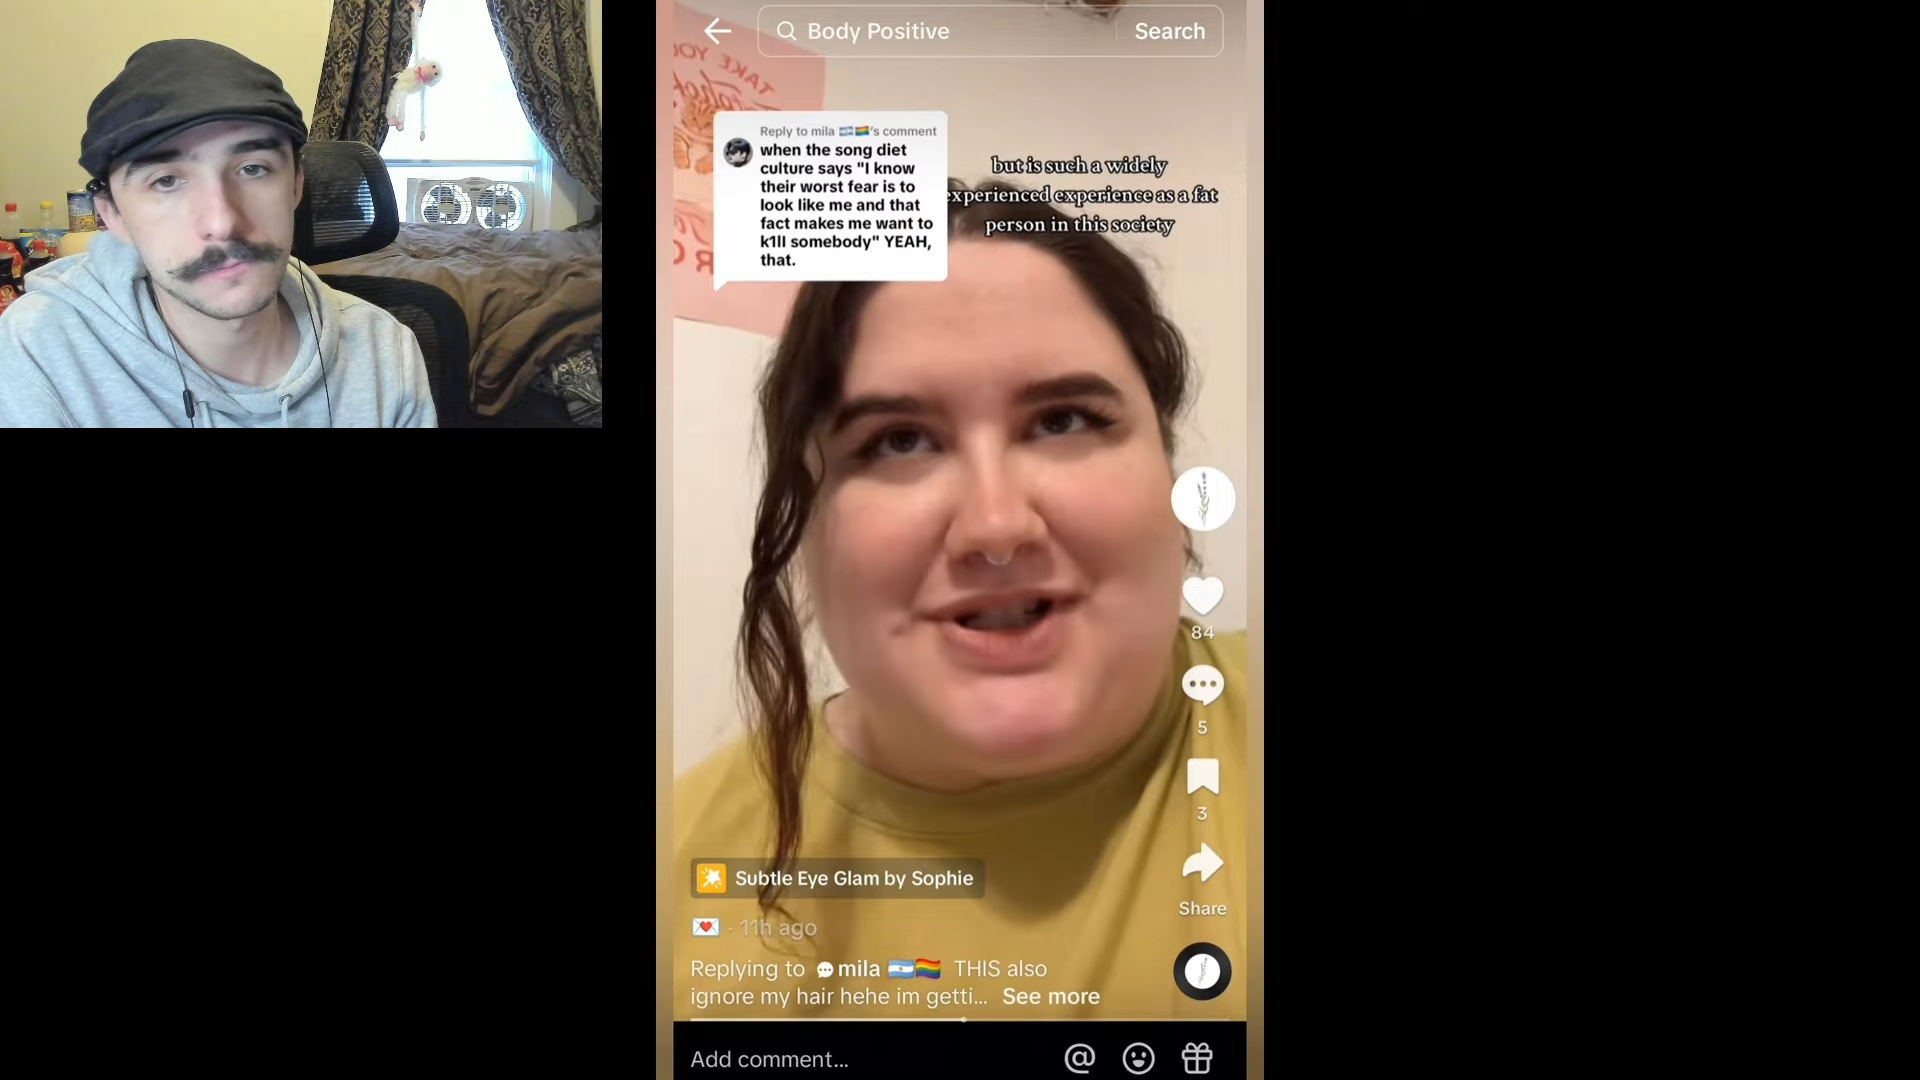 Body Positive
Search
TAKE YOU
Reply to mila 🇦🇷🏳️‍🌈's comment
when the song diet
culture says "I know
their worst fear is to
look like me and that
fact makes me want to
k1ll somebody" YEAH,
that.
but is such a widely
experienced experience as a fat
person in this society
84
5
3
Share
Subtle Eye Glam by Sophie
💌 · 11h ago
Replying to 💬mila 🇦🇷🏳️‍🌈 THIS also
ignore my hair hehe im getti... See more
Add comment...